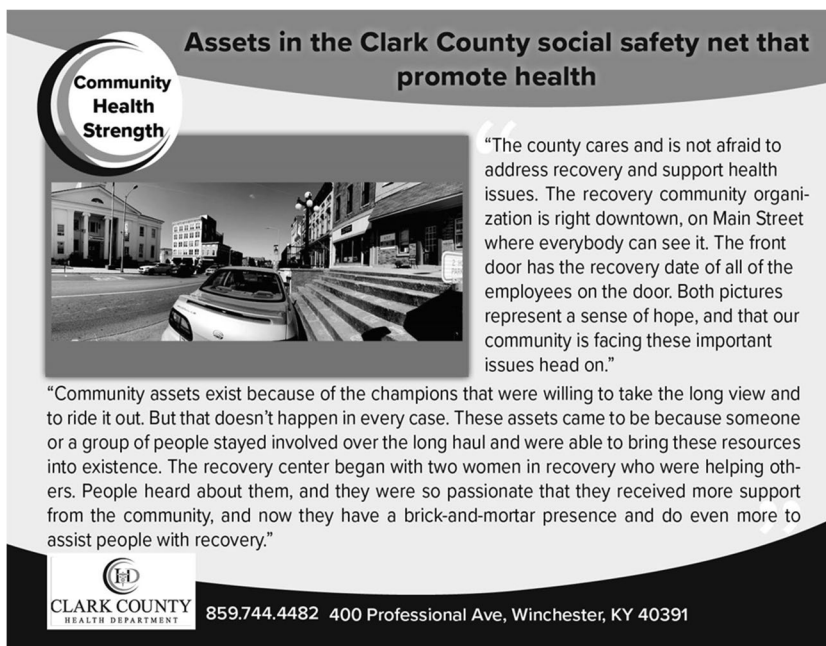 Assets in the Clark County social safety net that
promote health
Community
Health
Strength
“The county cares and is not afraid to
address recovery and support health
issues. The recovery community organi-
zation is right downtown, on Main Street
where everybody can see it. The front
door has the recovery date of all of the
employees on the door. Both pictures
represent a sense of hope, and that our
community is facing these important
issues head on.”
“Community assets exist because of the champions that were willing to take the long view and
to ride it out. But that doesn’t happen in every case. These assets came to be because someone
or a group of people stayed involved over the long haul and were able to bring these resources
into existence. The recovery center began with two women in recovery who were helping oth-
ers. People heard about them, and they were so passionate that they received more support
from the community, and now they have a brick-and-mortar presence and do even more to
assist people with recovery.”
CLARK COUNTY
HEALTH DEPARTMENT
859.744.4482 400 Professional Ave, Winchester, KY 40391